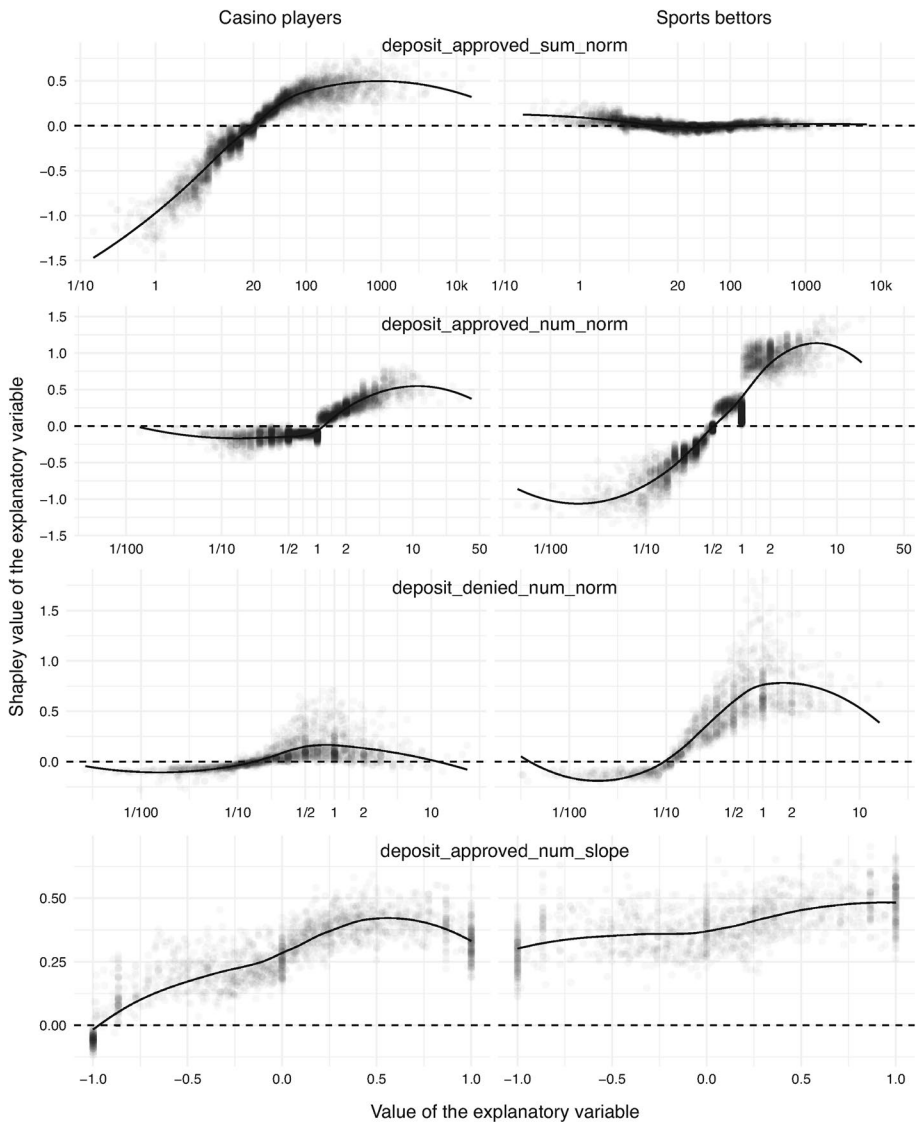 Casino players Sports bettors
deposit_approved_sum_norm
0.5
0.0
−0.5
−1.0
−1.5
1/10 1 20 100 1000 10k 1/10 1 20 100 1000 10k
deposit_approved_num_norm
1.5
1.0
0.5
0.0
−0.5
−1.0
−1.5
1/100 1/10 1/2 1 2 10 50 1/100 1/10 1/2 1 2 10 50
deposit_denied_num_norm
1.5
1.0
0.5
0.0
1/100 1/10 1/2 1 2 10 1/100 1/10 1/2 1 2 10
deposit_approved_num_slope
0.50
0.25
0.00
−1.0 −0.5 0.0 0.5 1.0 −1.0 −0.5 0.0 0.5 1.0
Shapley value of the explanatory variable
Value of the explanatory variable